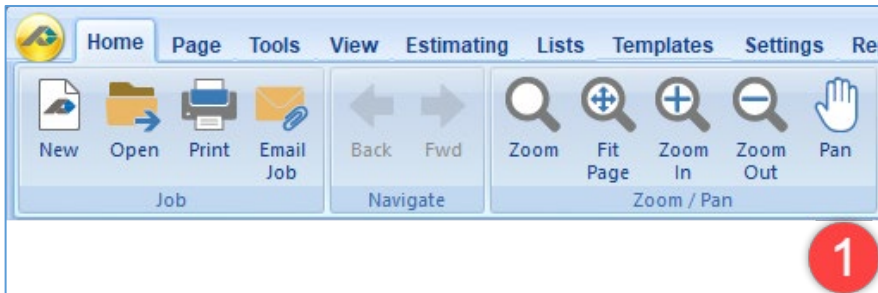 Home Page Tools View Estimating Lists Templates Settings Re
New Open Print Email Job Back Fwd Zoom Fit Page Zoom In Zoom Out Pan
Job Navigate Zoom / Pan
1